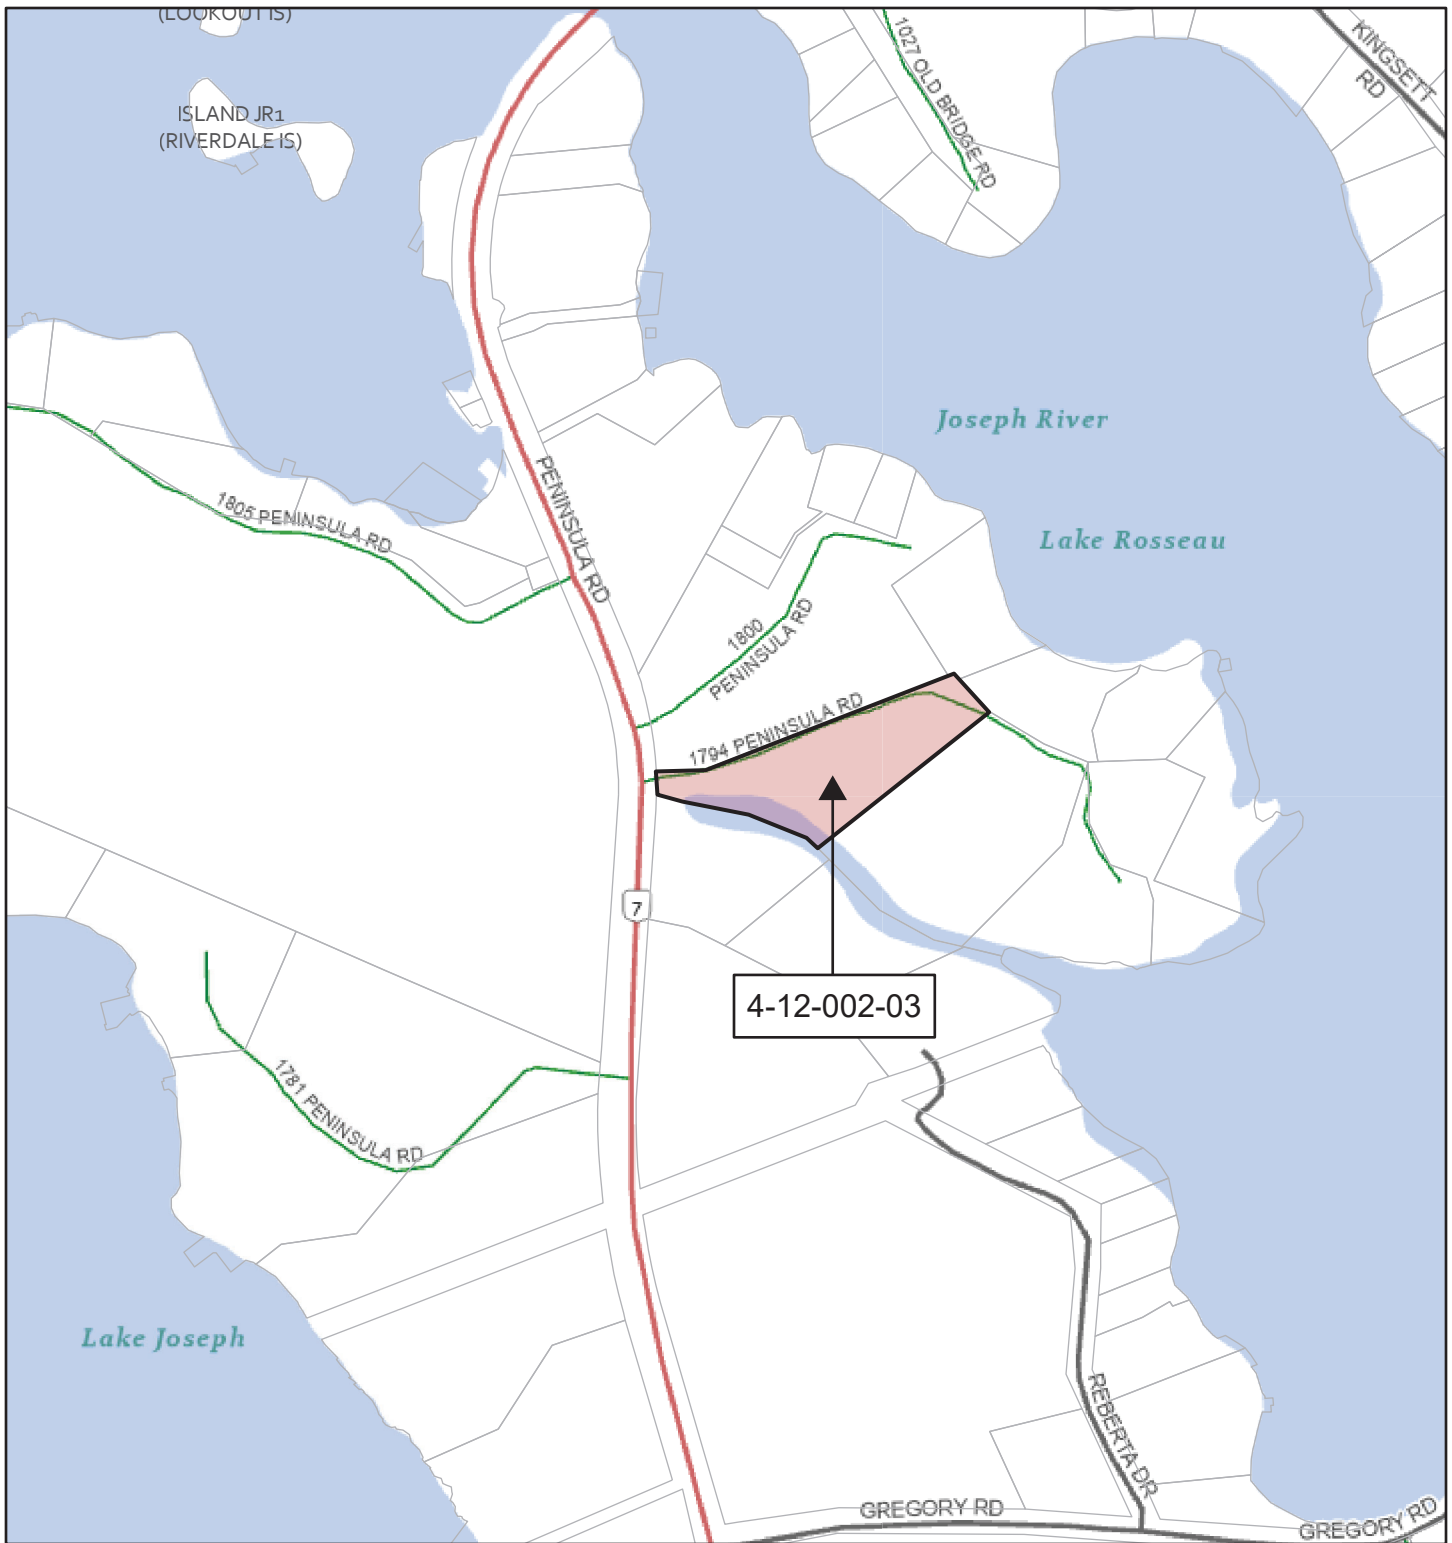 (LOOKOUT IS)
ISLAND JR1
(RIVERDALE IS)
1027 OLD BRIDGE RD
KINGSETT
RD
Joseph River
Lake Rosseau
PENINSULA RD
1805 PENINSULA RD
1800
PENINSULA RD
1794 PENINSULA RD
7
4-12-002-03
1781 PENINSULA RD
Lake Joseph
REBERTA DR
GREGORY RD
GREGORY RD